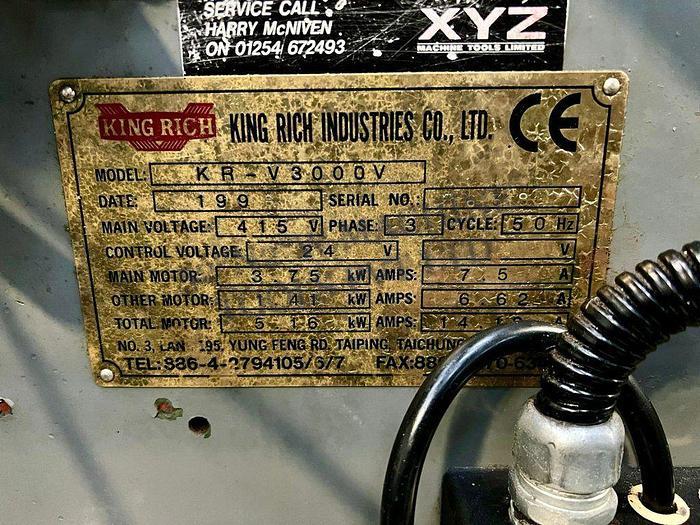 SERVICE CALL
HARRY McNIVEN
ON 01254 672493
XYZ
MACHINE TOOLS LIMITED
KING RICH
KING RICH INDUSTRIES CO., LTD.
CE
MODEL: KR-V3000V
DATE: 199 SERIAL NO.:
MAIN VOLTAGE: 415 V PHASE: 3 CYCLE: 50 Hz
CONTROL VOLTAGE: 24 V V
MAIN MOTOR: 3.75 kW AMPS: 7.5 A
OTHER MOTOR: 1.41 kW AMPS: 6.62 A
TOTAL MOTOR: 5.16 kW AMPS: 14.12 A
NO. 3, LAN 195, YUNG FENG RD, TAIPING, TAICHUNG
TEL: 886-4-2794105/6/7 FAX: